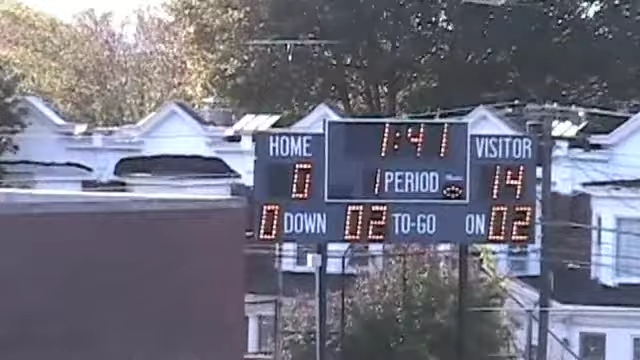 1:41
HOME VISITOR
0 1 PERIOD 14
0 DOWN 02 TO-GO ON 02